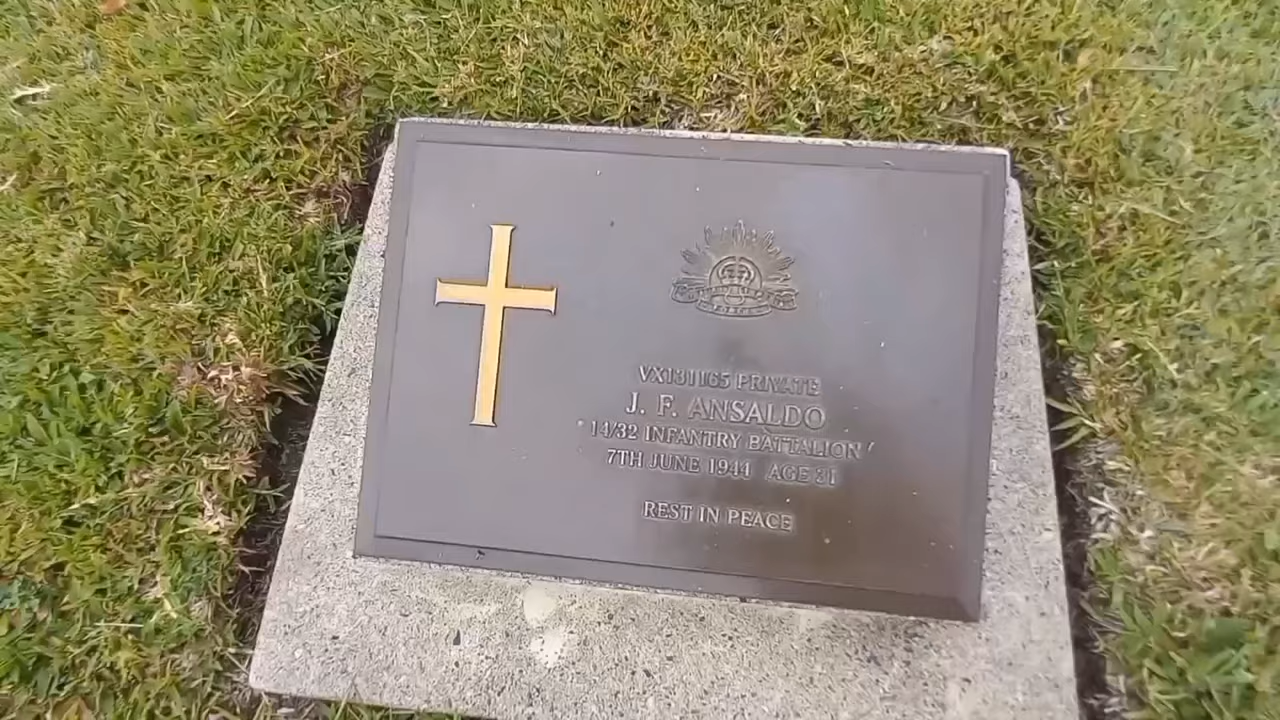 VX131165 PRIVATE
J. F. ANSALDO
14/32 INFANTRY BATTALION
7TH JUNE 1944 AGE 31
REST IN PEACE